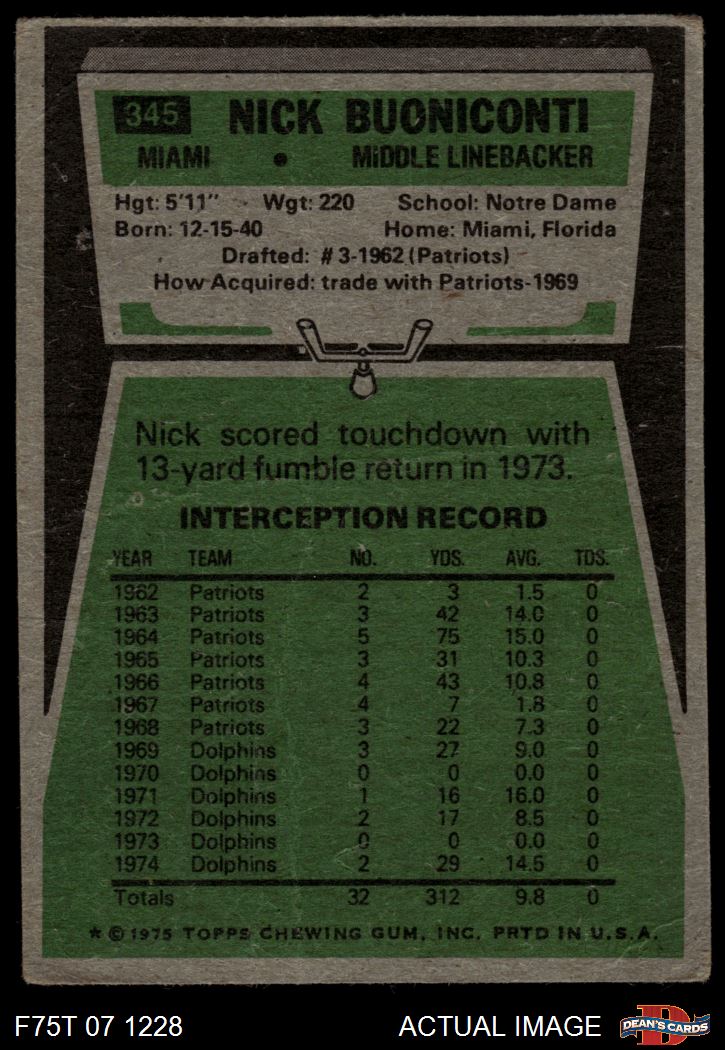 345 NICK BUONICONTI
MIAMI • MIDDLE LINEBACKER
Hgt: 5'11" Wgt: 220 School: Notre Dame
Born: 12-15-40 Home: Miami, Florida
Drafted: #3-1962 (Patriots)
How Acquired: trade with Patriots-1969
Nick scored touchdown with
13-yard fumble return in 1973.
INTERCEPTION RECORD
YEAR TEAM NO. YDS. AVG. TDS.
1962 Patriots 2 3 1.5 0
1963 Patriots 3 42 14.0 0
1964 Patriots 5 75 15.0 0
1965 Patriots 3 31 10.3 0
1966 Patriots 4 43 10.8 0
1967 Patriots 4 7 1.8 0
1968 Patriots 3 22 7.3 0
1969 Dolphins 3 27 9.0 0
1970 Dolphins 0 0 0.0 0
1971 Dolphins 1 16 16.0 0
1972 Dolphins 2 17 8.5 0
1973 Dolphins 0 0 0.0 0
1974 Dolphins 2 29 14.5 0
Totals 32 312 9.8 0
* © 1975 TOPPS CHEWING GUM, INC. PRTD IN U.S.A.
F75T 07 1228 ACTUAL IMAGE D DEAN'S CARDS